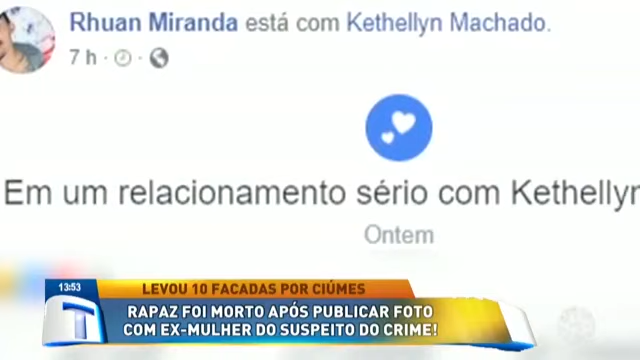 Rhuan Miranda está com Kethellyn Machado.
7 h
Em um relacionamento sério com Kethellyn
Ontem
13:53
LEVOU 10 FACADAS POR CIÚMES
T
RAPAZ FOI MORTO APÓS PUBLICAR FOTO
COM EX-MULHER DO SUSPEITO DO CRIME!